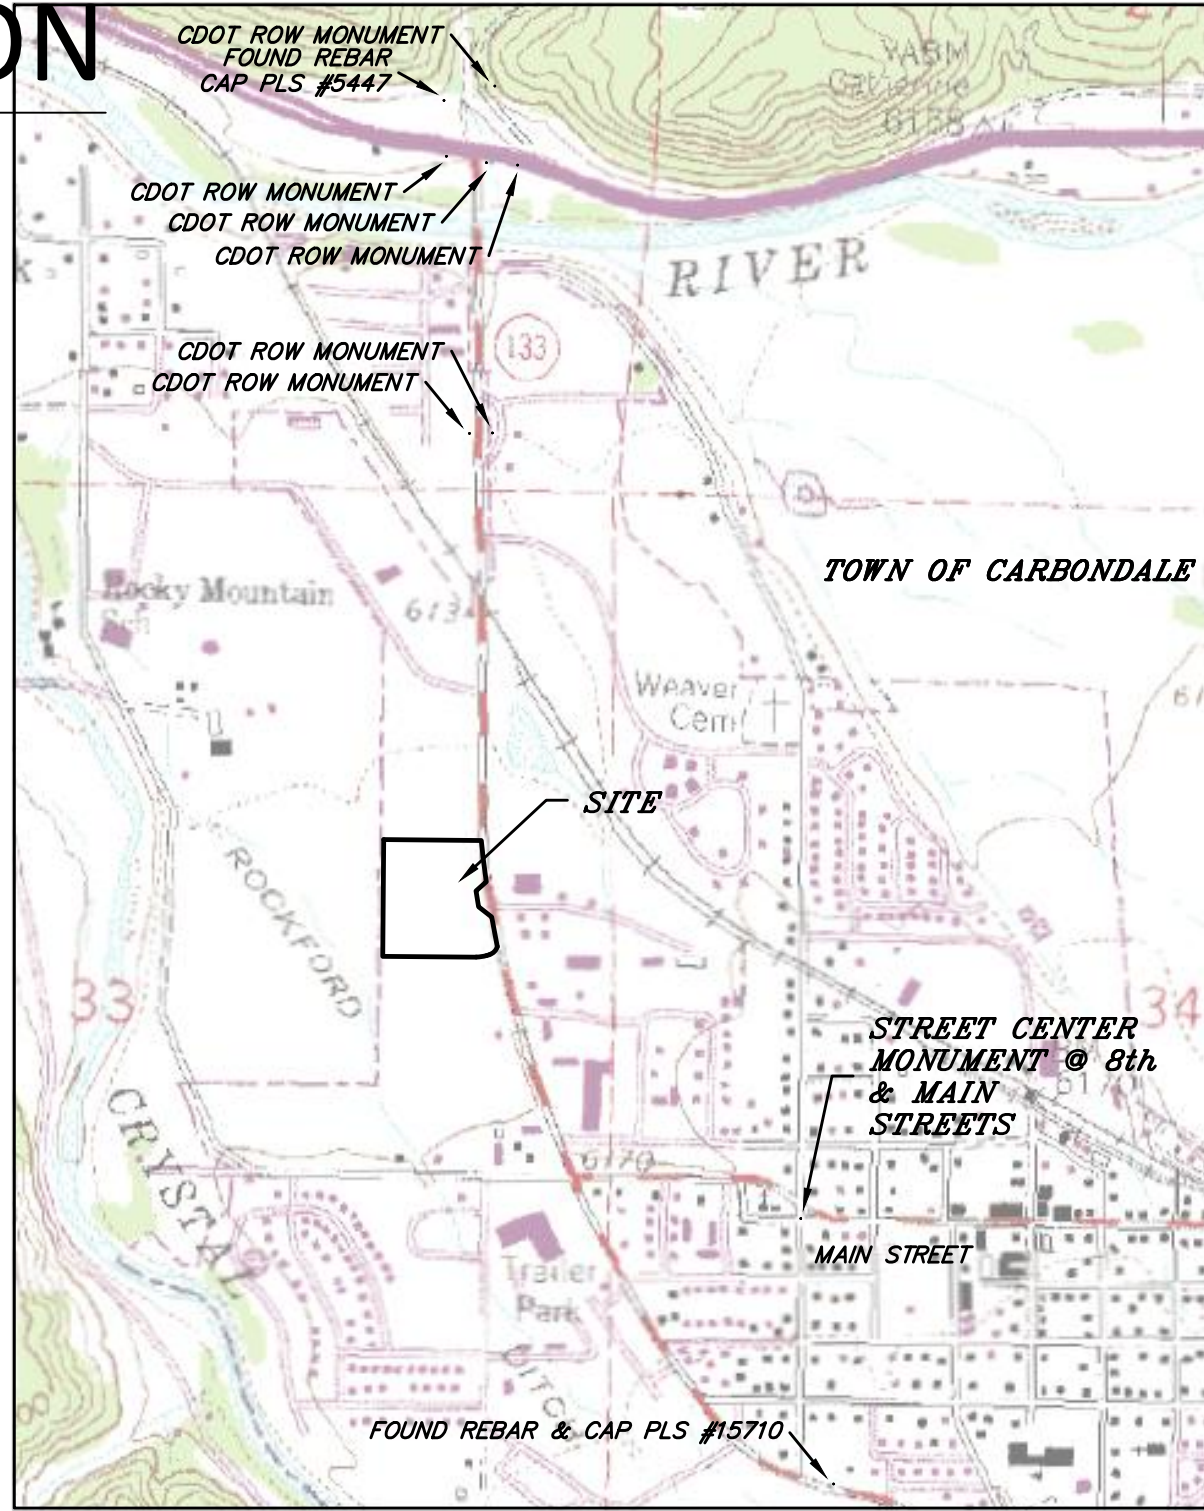 ON
CDOT ROW MONUMENT
FOUND REBAR
CAP PLS #5447
CDOT ROW MONUMENT
CDOT ROW MONUMENT
CDOT ROW MONUMENT
RIVER
133
CDOT ROW MONUMENT
CDOT ROW MONUMENT
TOWN OF CARBONDALE
Rocky Mountain
Weaver
Cem
SITE
ROCKFORD
33
34
STREET CENTER
MONUMENT @ 8th
& MAIN
STREETS
61
CRYSTAL
6170
MAIN STREET
Trailer
Park
DITCH
FOUND REBAR & CAP PLS #15710